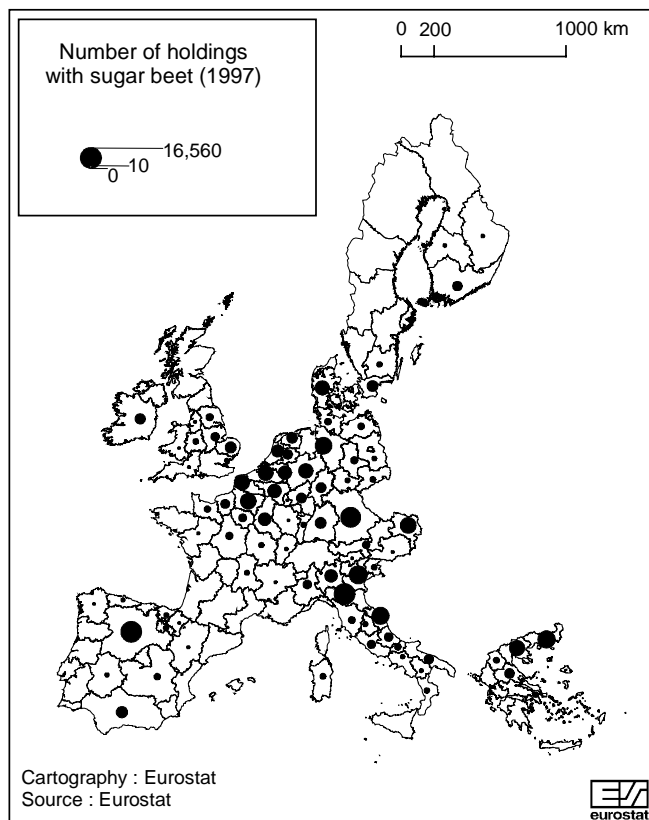 Number of holdings
with sugar beet (1997)
16,560
10
0
0 200 1000 km
Cartography : Eurostat
Source : Eurostat
eurostat